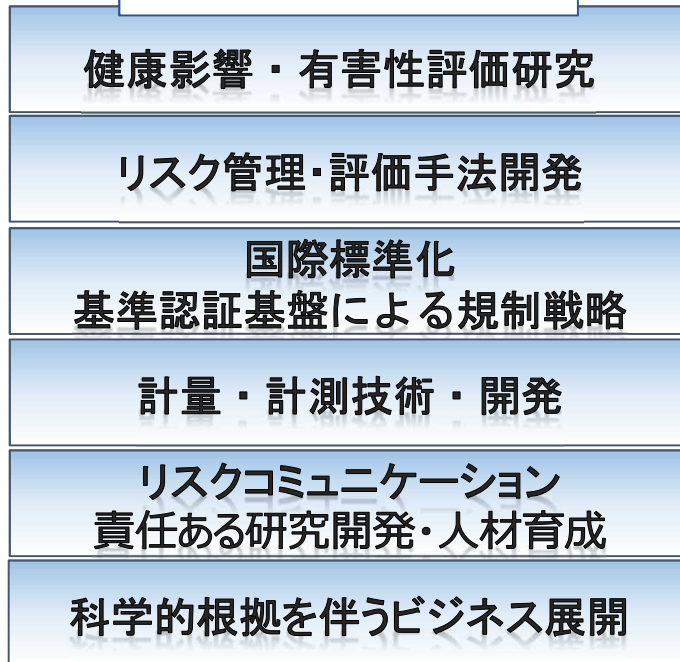 健康影響・有害性評価研究
リスク管理・評価手法開発
国際標準化
基準認証基盤による規制戦略
計量・計測技術・開発
リスクコミュニケーション
責任ある研究開発・人材育成
科学的根拠を伴うビジネス展開